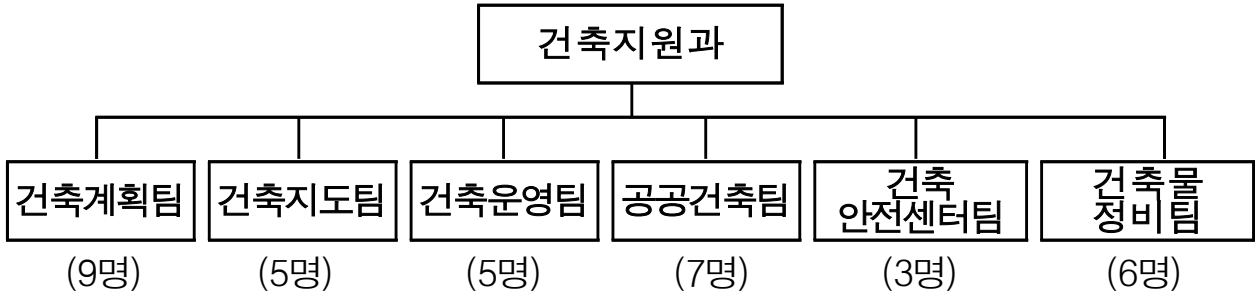 건축지원과
건축계획팀 건축지도팀 건축운영팀 공공건축팀 건축 안전센터팀 건축물 정비팀
(9명) (5명) (5명) (7명) (3명) (6명)